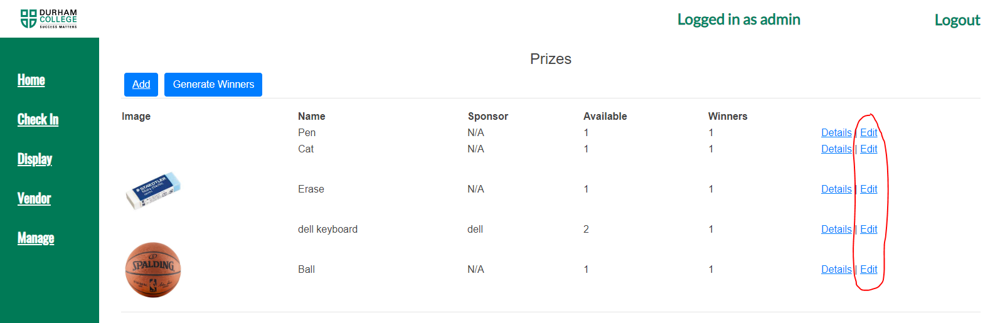 DURHAM
COLLEGE
SUCCESS MATTERS
Logged in as admin
Logout
Home
Check In
Display
Vendor
Manage
Prizes
Add Generate Winners
Image Name Sponsor Available Winners
Pen N/A 1 1 Details | Edit
Cat N/A 1 1 Details | Edit
STAEDTLER
Mars plastic
Erase N/A 1 1 Details | Edit
dell keyboard dell 2 1 Details | Edit
SPALDING
Ball N/A 1 1 Details | Edit